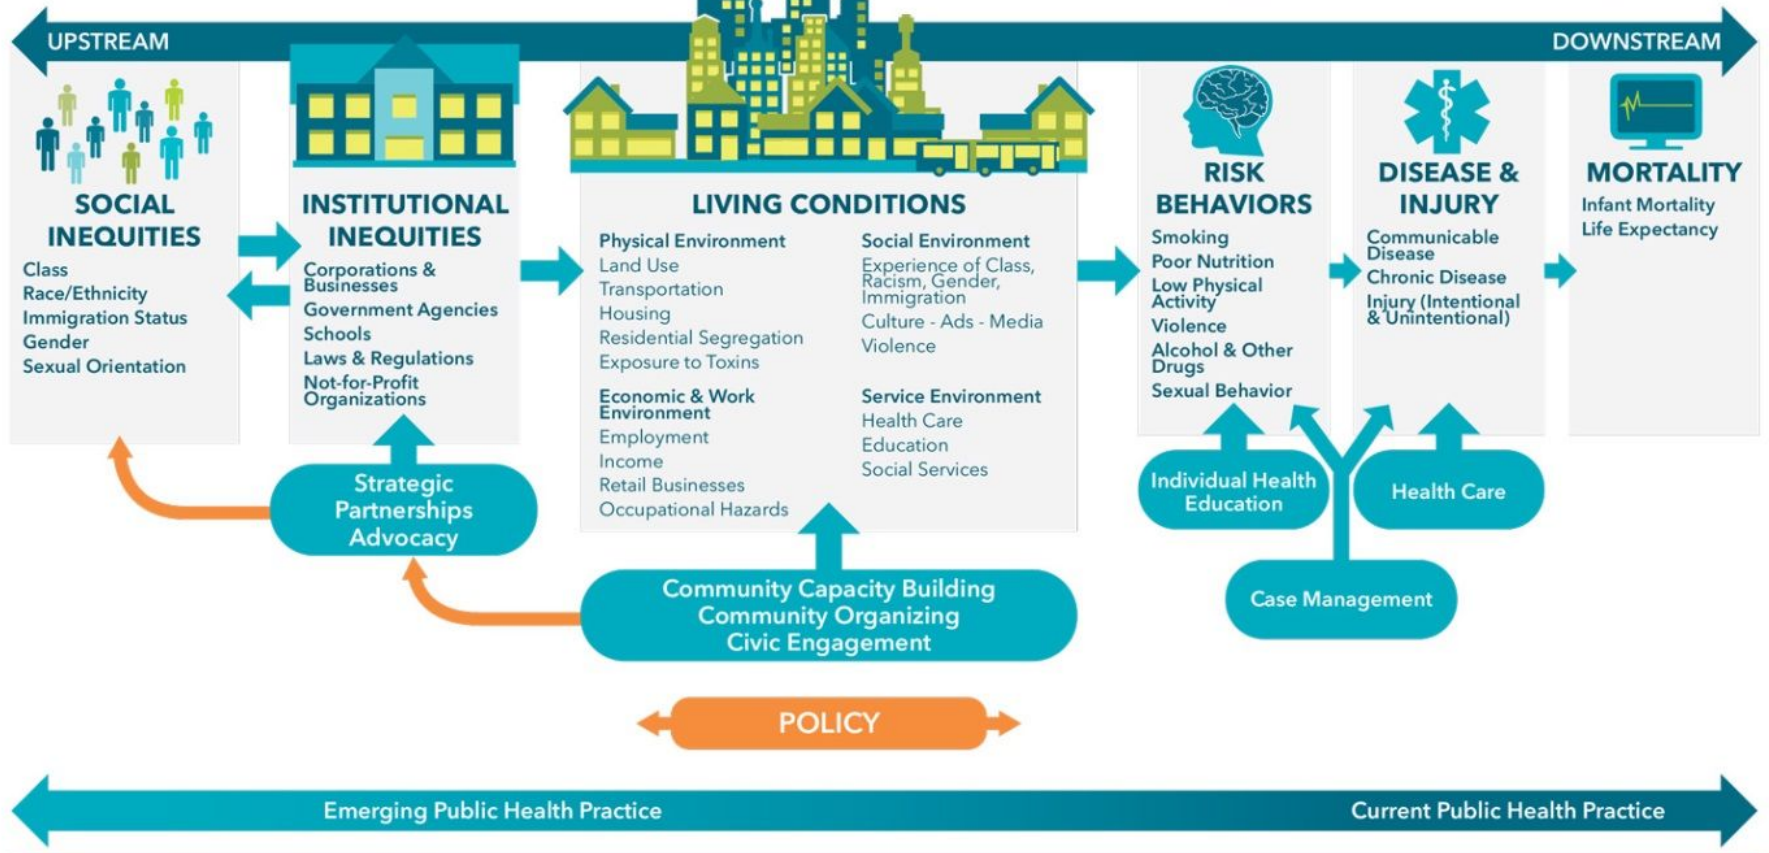 UPSTREAM
DOWNSTREAM
SOCIAL
INEQUITIES
Class
Race/Ethnicity
Immigration Status
Gender
Sexual Orientation
INSTITUTIONAL
INEQUITIES
Corporations &
Businesses
Government Agencies
Schools
Laws & Regulations
Not-for-Profit
Organizations
LIVING CONDITIONS
Physical Environment
Land Use
Transportation
Housing
Residential Segregation
Exposure to Toxins
Economic & Work
Environment
Employment
Income
Retail Businesses
Occupational Hazards
Social Environment
Experience of Class,
Racism, Gender,
Immigration
Culture - Ads - Media
Violence
Service Environment
Health Care
Education
Social Services
RISK
BEHAVIORS
Smoking
Poor Nutrition
Low Physical
Activity
Violence
Alcohol & Other
Drugs
Sexual Behavior
DISEASE &
INJURY
Communicable
Disease
Chronic Disease
Injury (Intentional
& Unintentional)
MORTALITY
Infant Mortality
Life Expectancy
Strategic
Partnerships
Advocacy
Community Capacity Building
Community Organizing
Civic Engagement
Individual Health
Education
Health Care
Case Management
POLICY
Emerging Public Health Practice
Current Public Health Practice